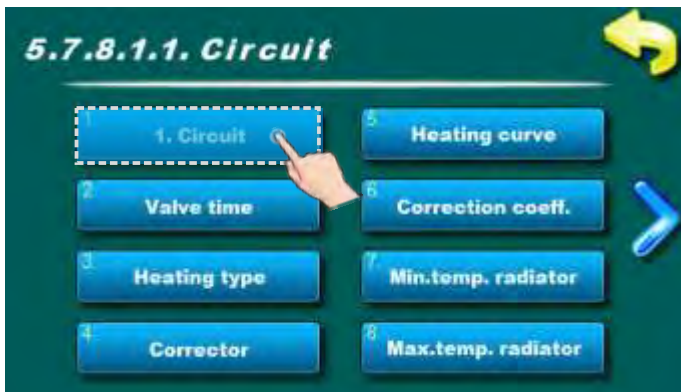 5.7.8.1.1. Circuit
1
1. Circuit
2
Valve time
3
Heating type
4
Corrector
5
Heating curve
6
Correction coeff.
7
Min.temp. radiator
8
Max.temp. radiator